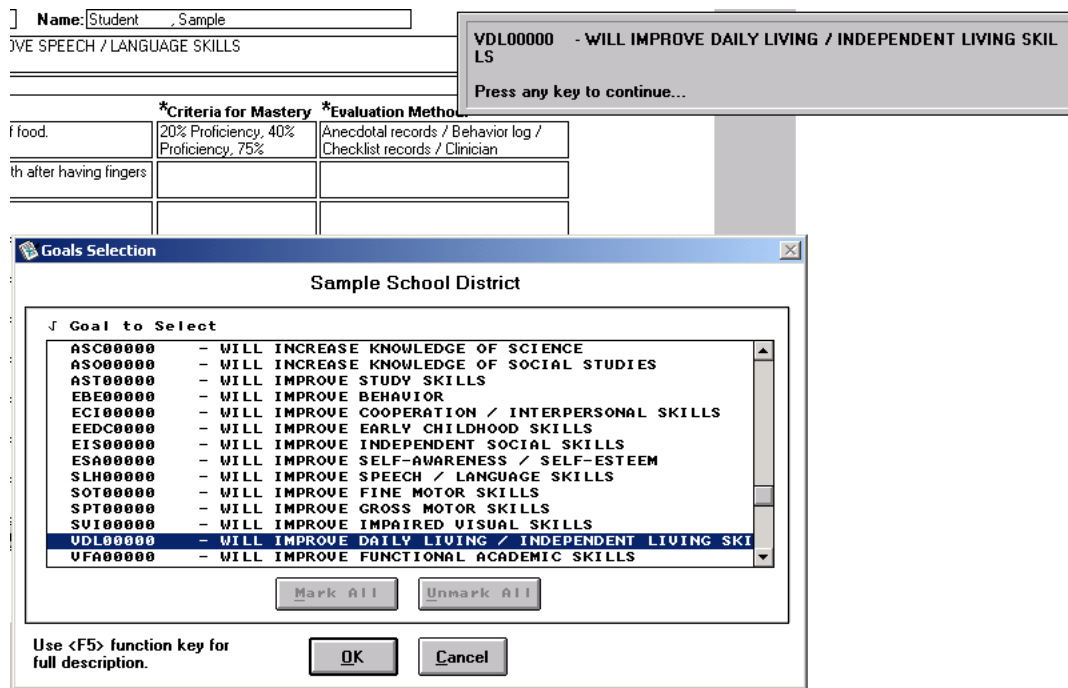 Name: Student , Sample
OVE SPEECH / LANGUAGE SKILLS
VDL00000 - WILL IMPROVE DAILY LIVING / INDEPENDENT LIVING SKIL
LS
Press any key to continue...
*Criteria for Mastery *Evaluation Method.
f food.
20% Proficiency, 40%
Proficiency, 75%
Anecdotal records / Behavior log /
Checklist records / Clinician
th after having fingers
Goals Selection
Sample School District
√ Goal to Select
ASC00000 - WILL INCREASE KNOWLEDGE OF SCIENCE
ASO00000 - WILL INCREASE KNOWLEDGE OF SOCIAL STUDIES
AST00000 - WILL IMPROVE STUDY SKILLS
EBE00000 - WILL IMPROVE BEHAVIOR
ECI00000 - WILL IMPROVE COOPERATION / INTERPERSONAL SKILLS
EEDC0000 - WILL IMPROVE EARLY CHILDHOOD SKILLS
EIS00000 - WILL IMPROVE INDEPENDENT SOCIAL SKILLS
ESA00000 - WILL IMPROVE SELF-AWARENESS / SELF-ESTEEM
SLH00000 - WILL IMPROVE SPEECH / LANGUAGE SKILLS
SOT00000 - WILL IMPROVE FINE MOTOR SKILLS
SPT00000 - WILL IMPROVE GROSS MOTOR SKILLS
SVI00000 - WILL IMPROVE IMPAIRED VISUAL SKILLS
VDL00000 - WILL IMPROVE DAILY LIVING / INDEPENDENT LIVING SKI
VFA00000 - WILL IMPROVE FUNCTIONAL ACADEMIC SKILLS
Mark All Unmark All
Use <F5> function key for
full description.
OK Cancel